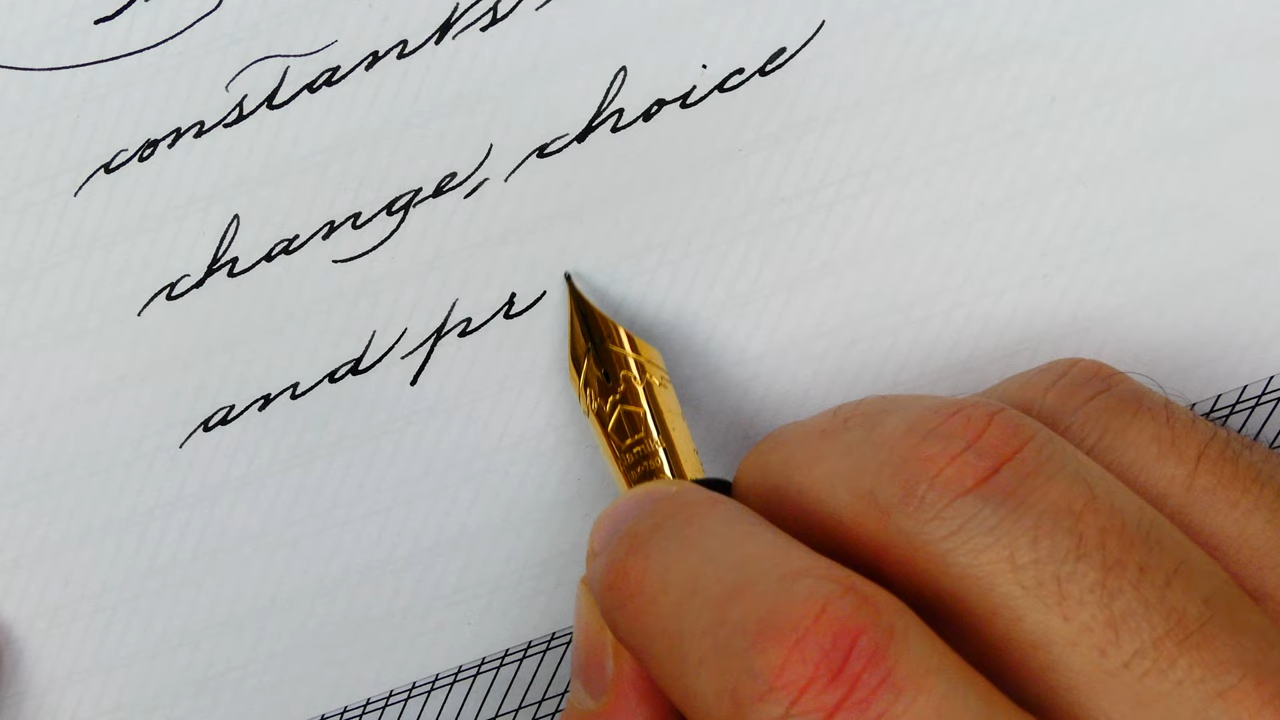 constants,
change, choice
and pr